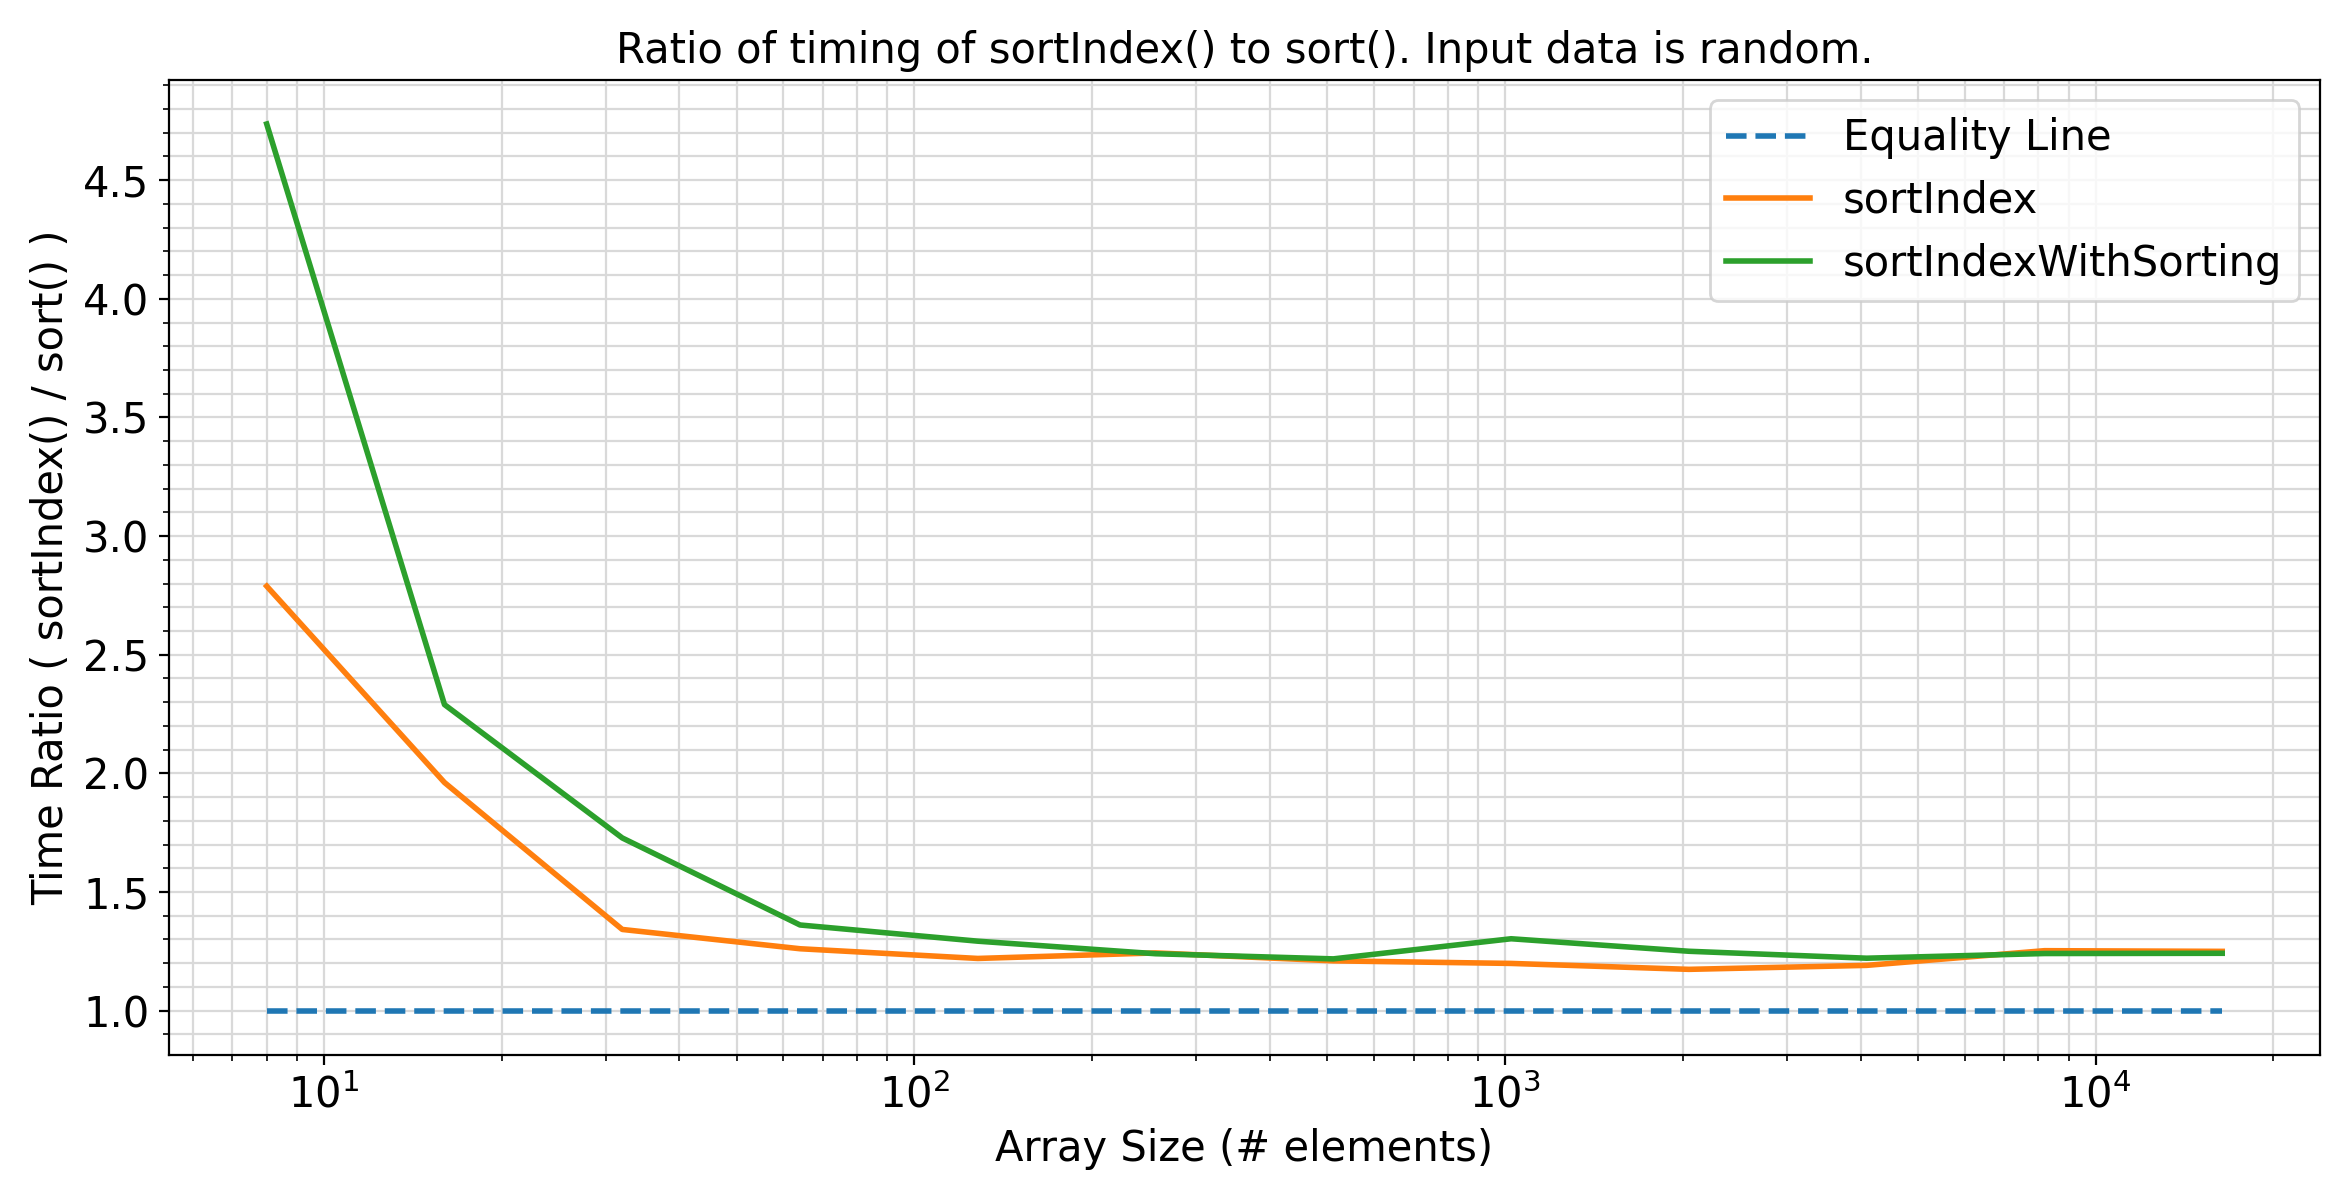 Ratio of timing of sortIndex() to sort(). Input data is random.
Equality Line
sortIndex
sortIndexWithSorting
Time Ratio ( sortIndex() / sort() )
4.5
4.0
3.5
3.0
2.5
2.0
1.5
1.0
10¹ 10² 10³ 10⁴
Array Size (# elements)